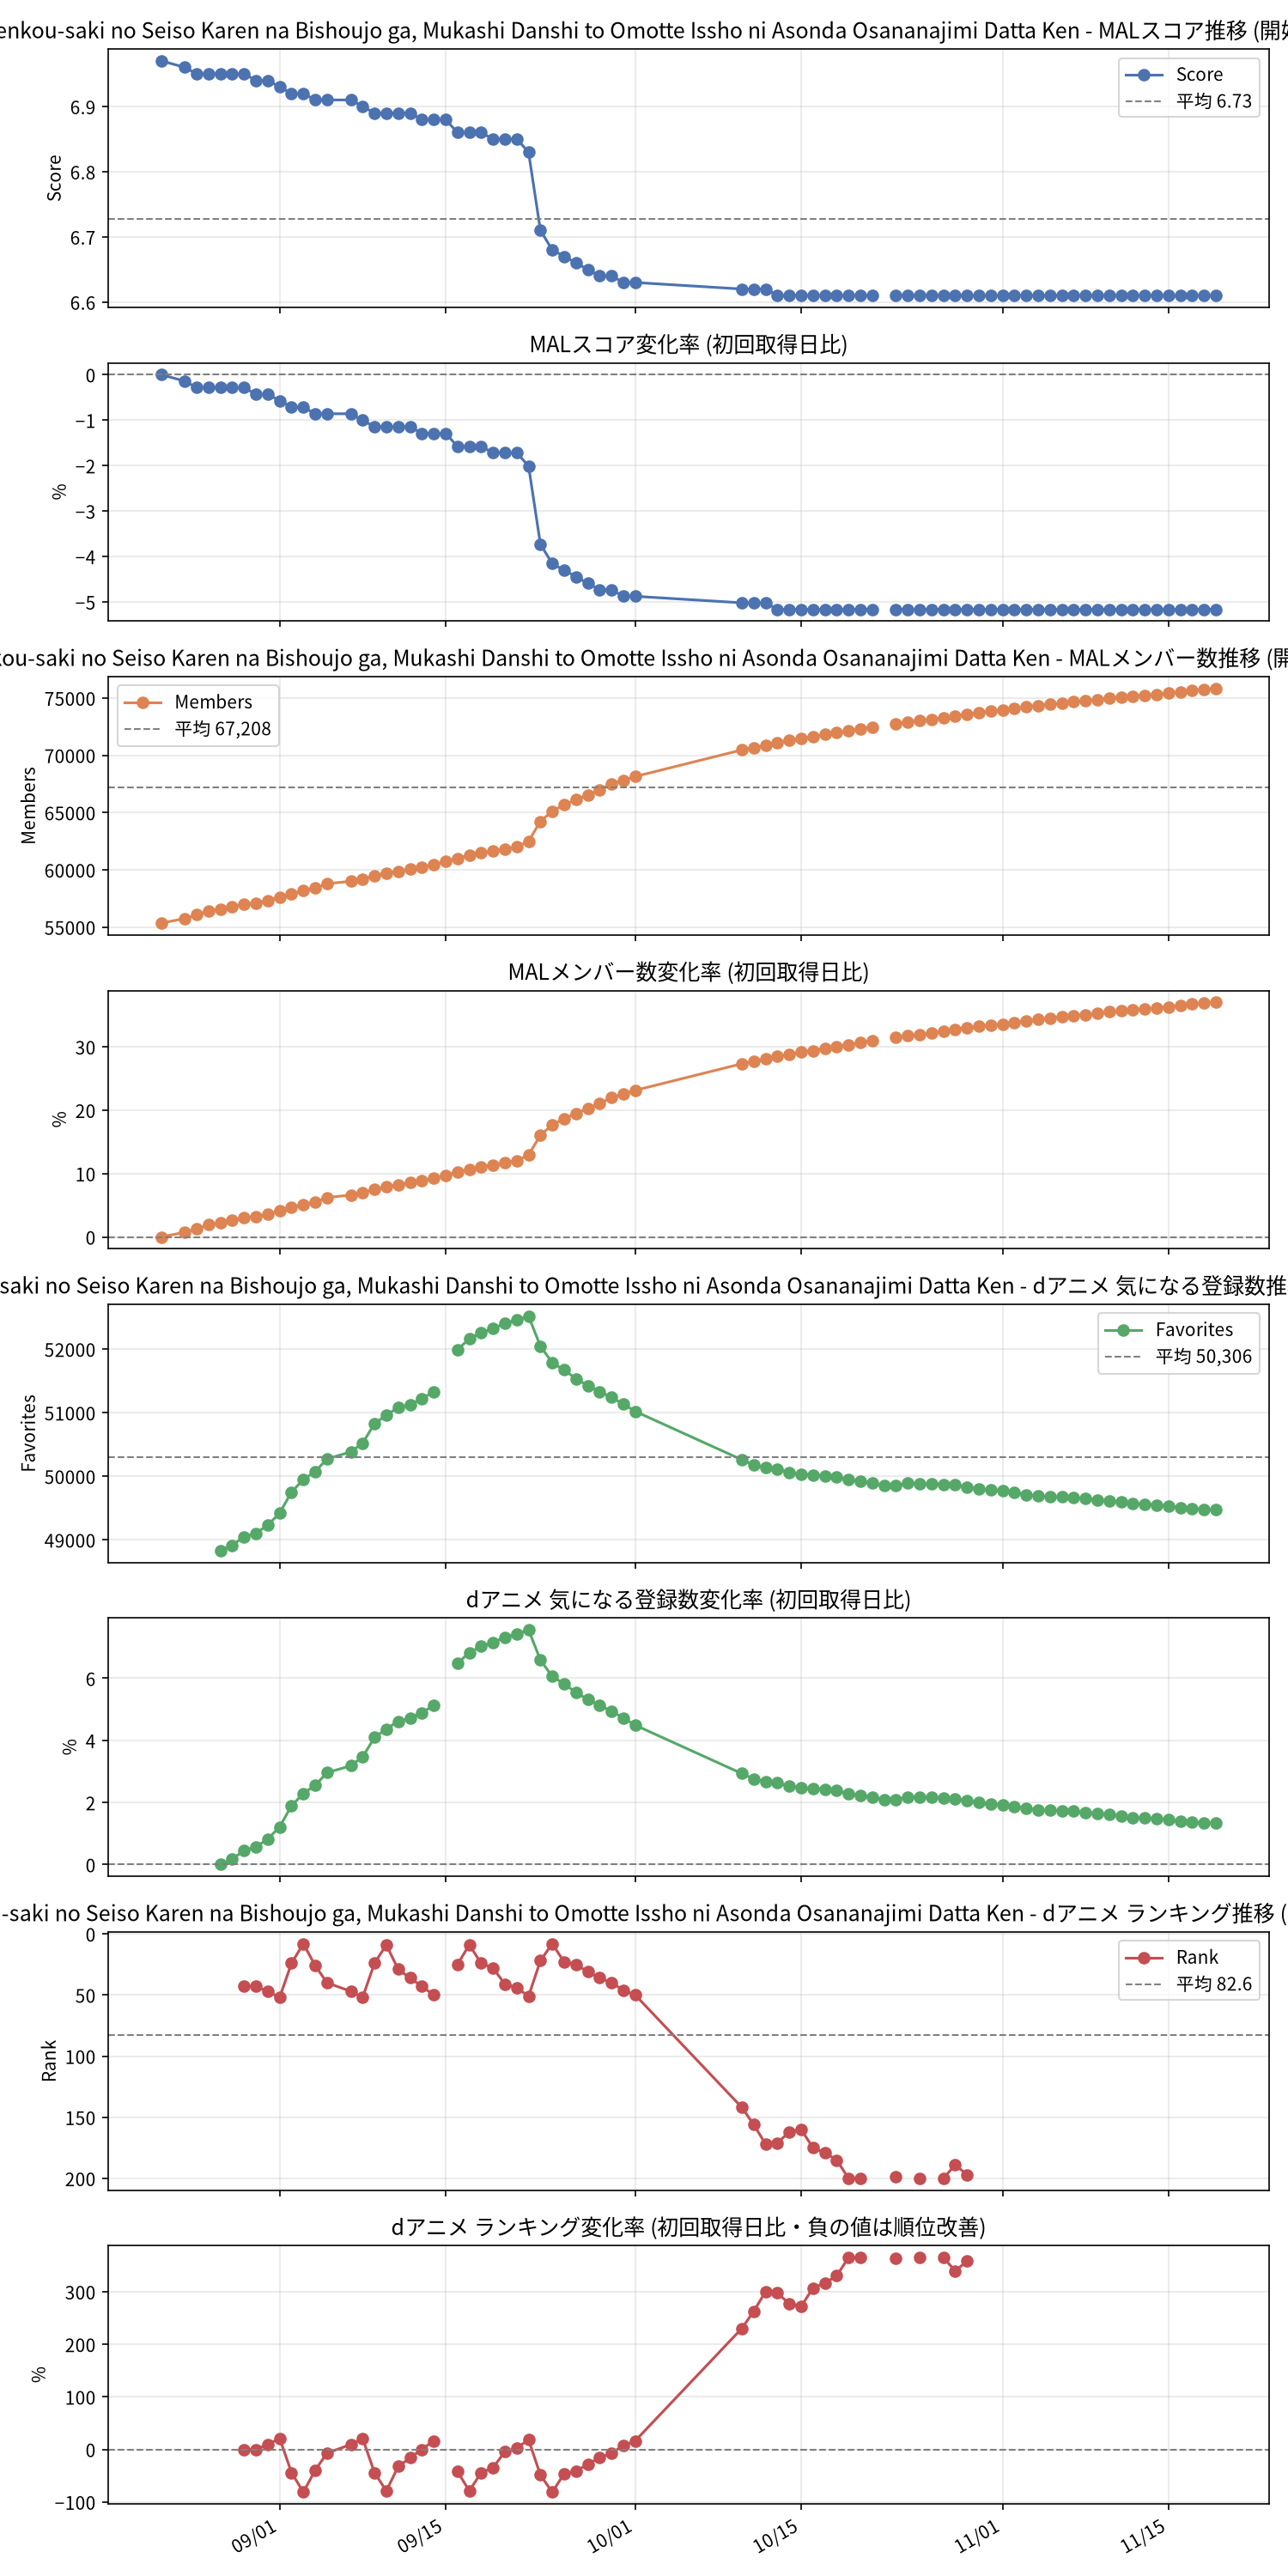 enkou-saki no Seiso Karen na Bishoujo ga, Mukashi Danshi to Omotte Issho ni Asonda Osananajimi Datta Ken - MALスコア推移 (開始
Score
平均 6.73
Score
6.9
6.8
6.7
6.6
MALスコア変化率 (初回取得日比)
%
0
−1
−2
−3
−4
−5
kou-saki no Seiso Karen na Bishoujo ga, Mukashi Danshi to Omotte Issho ni Asonda Osananajimi Datta Ken - MALメンバー数推移 (開
Members
平均 67,208
Members
75000
70000
65000
60000
55000
MALメンバー数変化率 (初回取得日比)
%
30
20
10
0
saki no Seiso Karen na Bishoujo ga, Mukashi Danshi to Omotte Issho ni Asonda Osananajimi Datta Ken - dアニメ 気になる登録数推
Favorites
平均 50,306
Favorites
52000
51000
50000
49000
dアニメ 気になる登録数変化率 (初回取得日比)
%
6
4
2
0
-saki no Seiso Karen na Bishoujo ga, Mukashi Danshi to Omotte Issho ni Asonda Osananajimi Datta Ken - dアニメ ランキング推移 (
Rank
平均 82.6
Rank
0
50
100
150
200
dアニメ ランキング変化率 (初回取得日比・負の値は順位改善)
%
300
200
100
0
−100
09/01
09/15
10/01
10/15
11/01
11/15